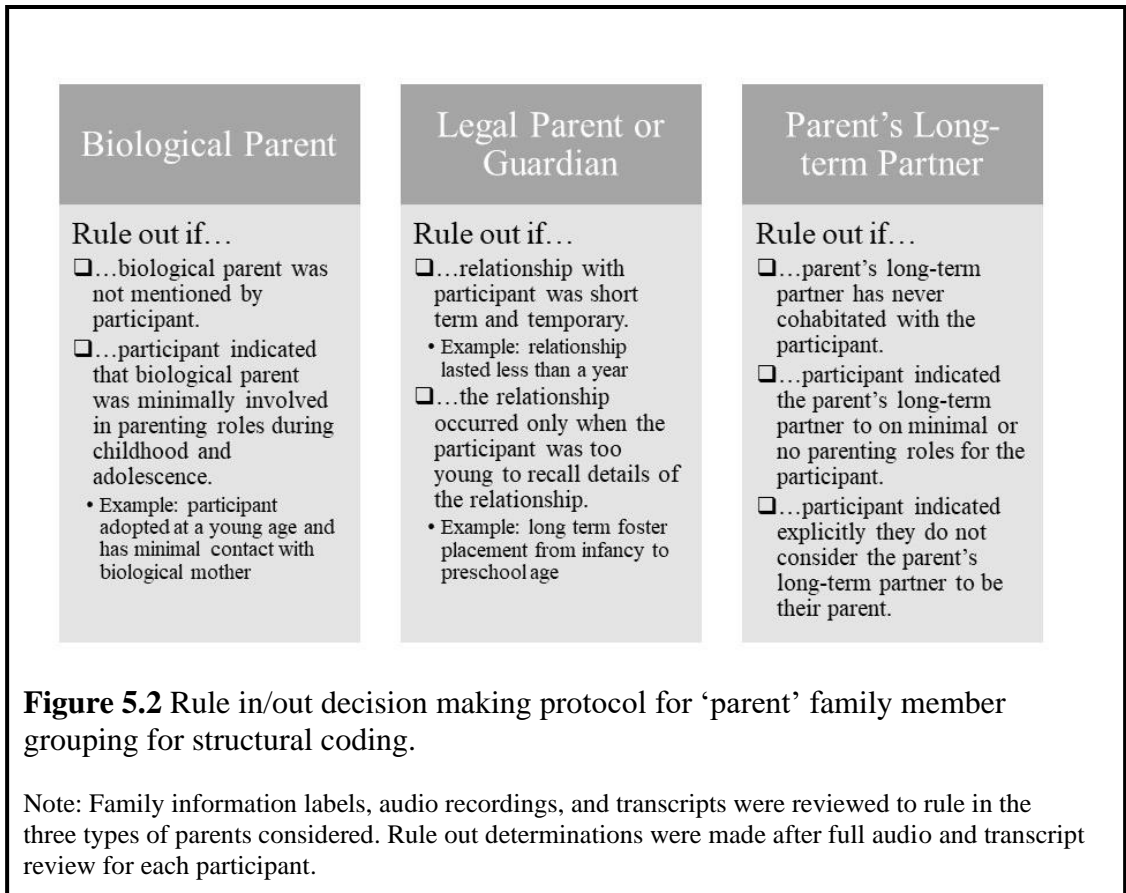 Biological Parent
Rule out if…
❑…biological parent was
not mentioned by
participant.
❑…participant indicated
that biological parent
was minimally involved
in parenting roles during
childhood and
adolescence.
• Example: participant
adopted at a young age and
has minimal contact with
biological mother
Legal Parent or
Guardian
Rule out if…
❑…relationship with
participant was short
term and temporary.
• Example: relationship
lasted less than a year
❑…the relationship
occurred only when the
participant was too
young to recall details of
the relationship.
• Example: long term foster
placement from infancy to
preschool age
Parent’s Long-
term Partner
Rule out if…
❑…parent’s long-term
partner has never
cohabitated with the
participant.
❑…participant indicated
the parent’s long-term
partner to on minimal or
no parenting roles for the
participant.
❑…participant indicated
explicitly they do not
consider the parent’s
long-term partner to be
their parent.
Figure 5.2 Rule in/out decision making protocol for ‘parent’ family member
grouping for structural coding.
Note: Family information labels, audio recordings, and transcripts were reviewed to rule in the
three types of parents considered. Rule out determinations were made after full audio and transcript
review for each participant.